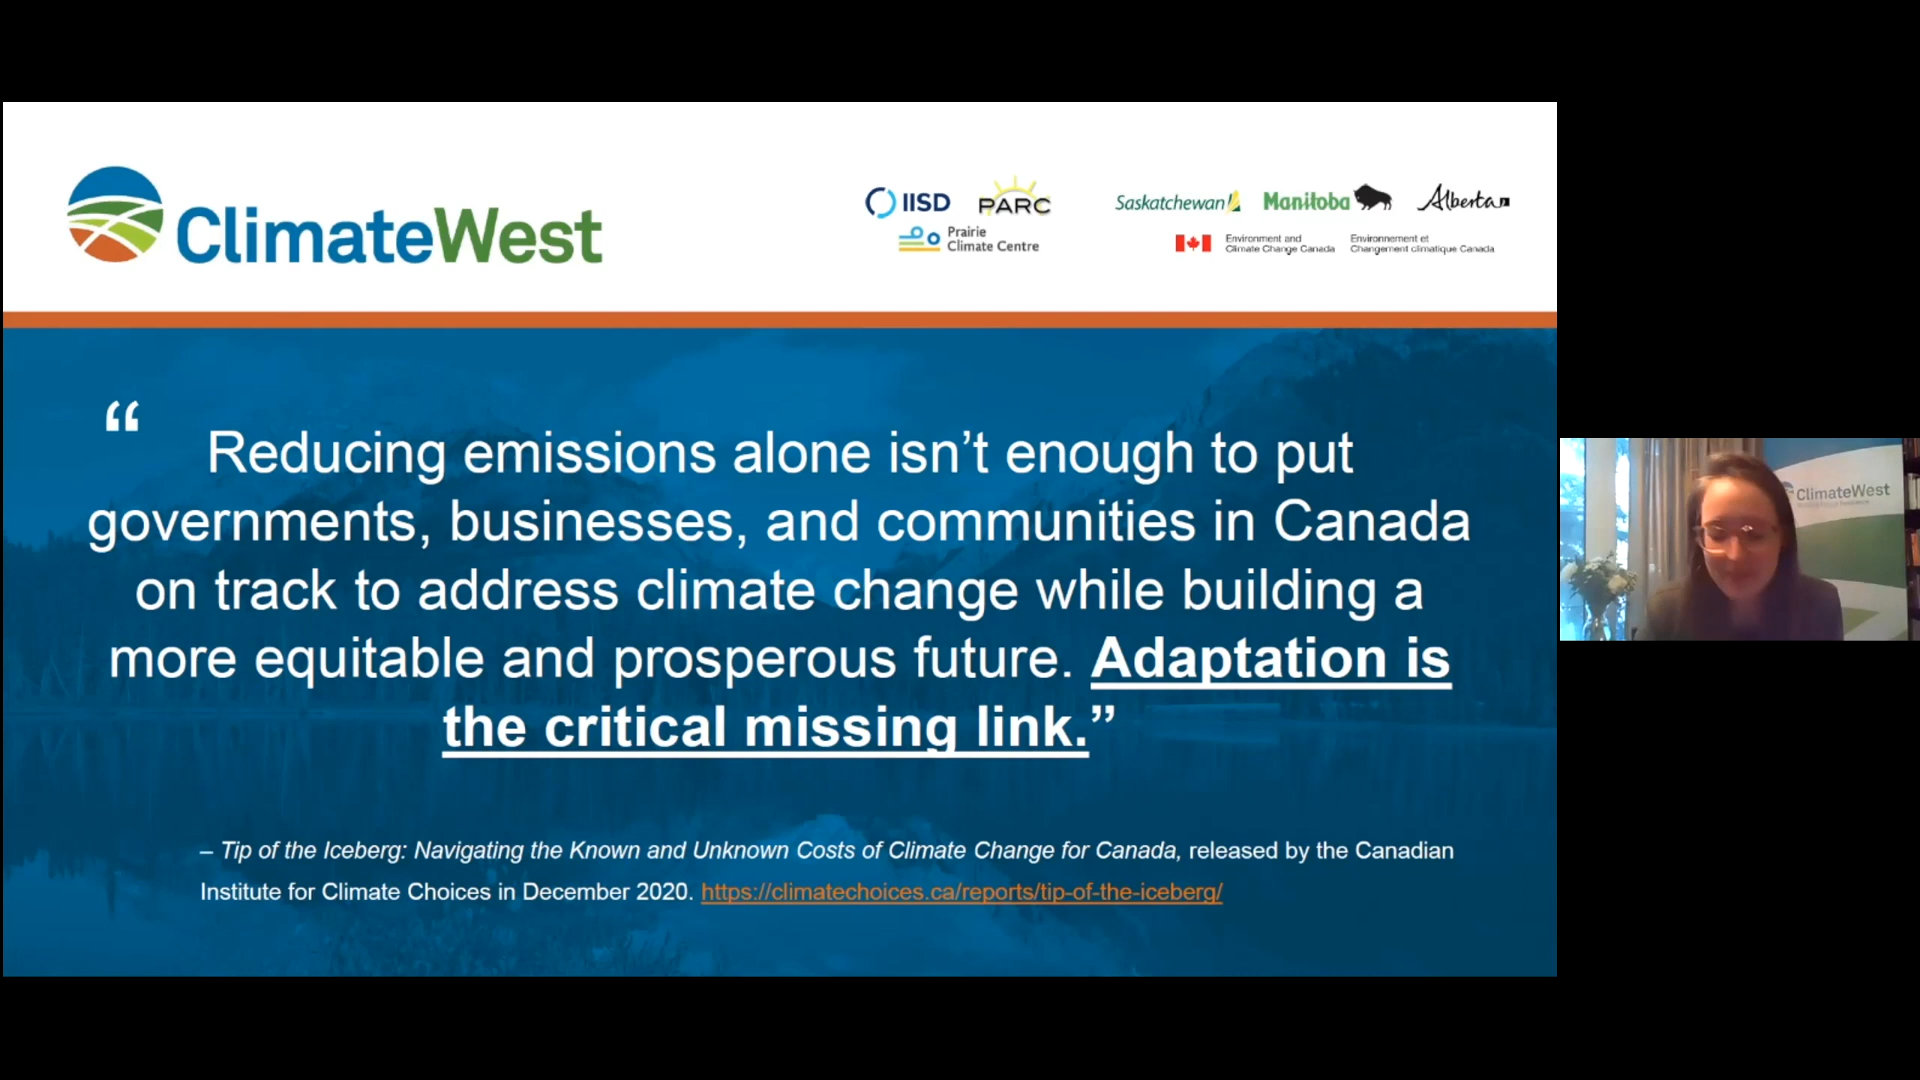 ClimateWest
IISD
PARC
Prairie
Climate Centre
Saskatchewan
Manitoba
Alberta
Environment and
Climate Change Canada
Environnement et
Changement climatique Canada
“
Reducing emissions alone isn’t enough to put
governments, businesses, and communities in Canada
on track to address climate change while building a
more equitable and prosperous future. Adaptation is
the critical missing link.”
– Tip of the Iceberg: Navigating the Known and Unknown Costs of Climate Change for Canada, released by the Canadian
Institute for Climate Choices in December 2020. https://climatechoices.ca/reports/tip-of-the-iceberg/
ClimateWest